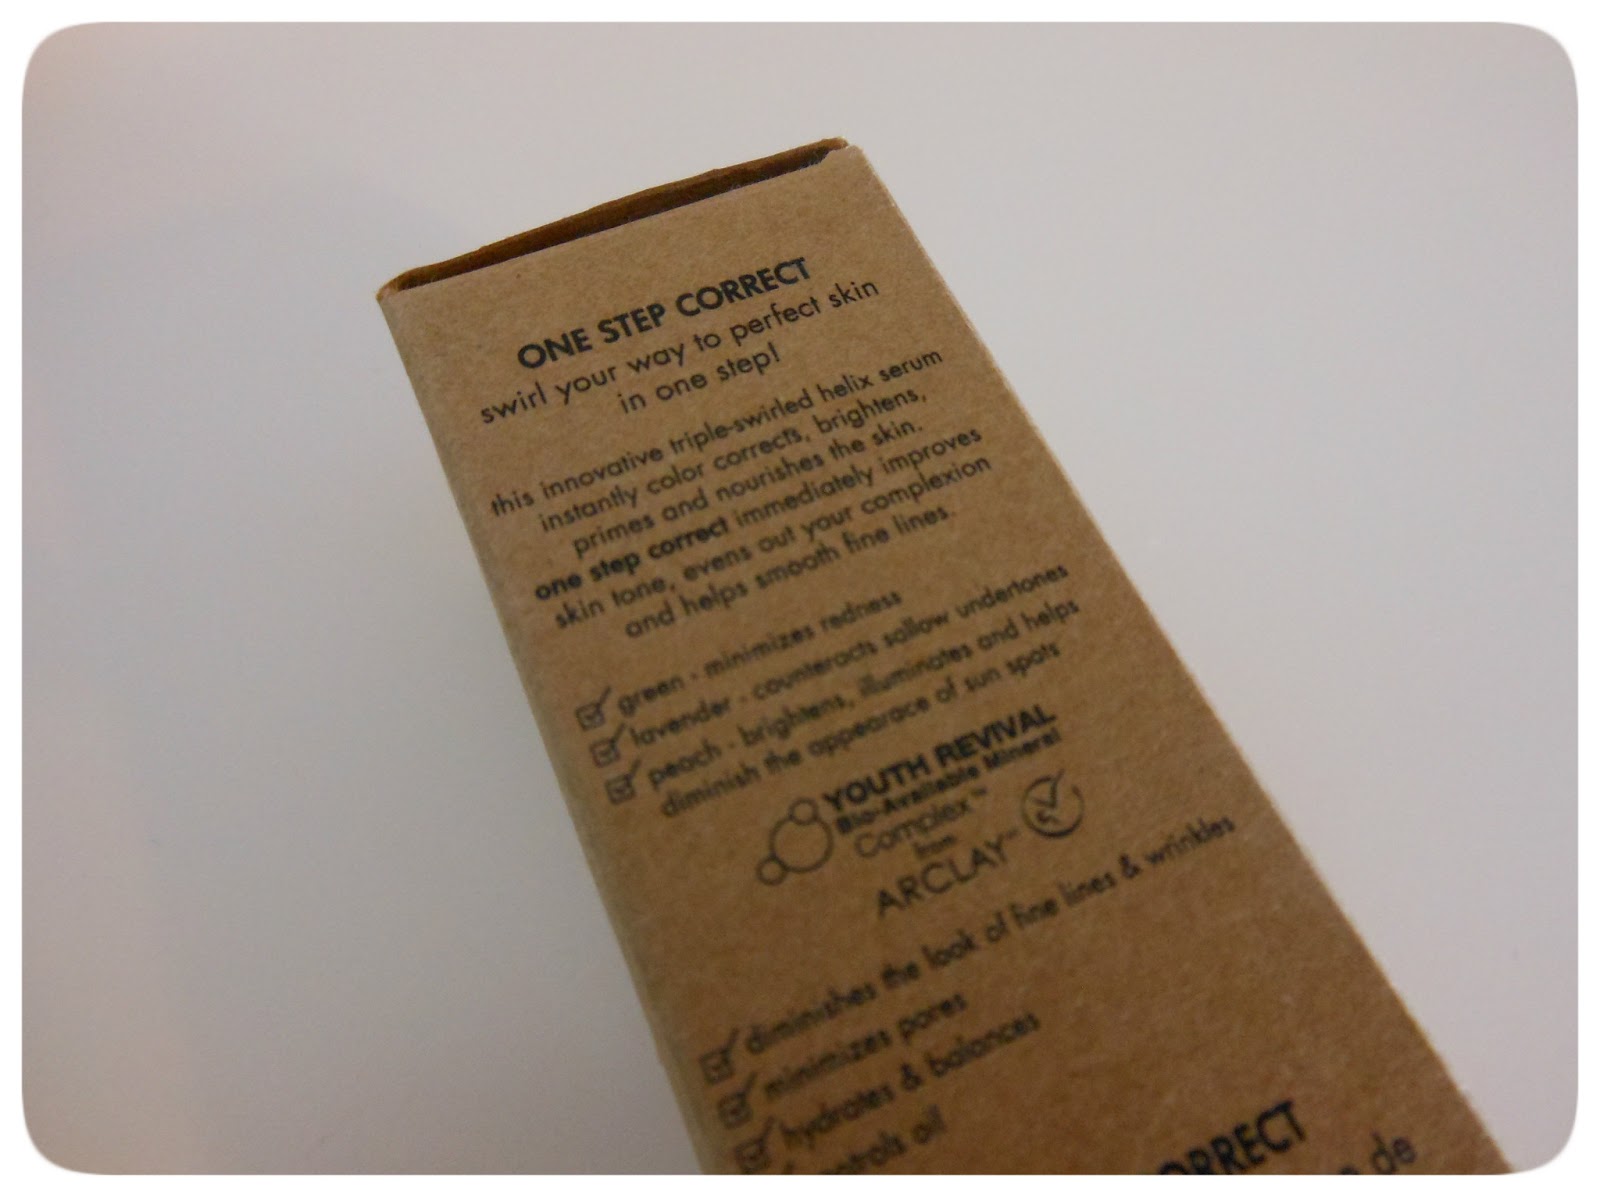 ONE STEP CORRECT
swirl your way to perfect skin
in one step!
this innovative triple-swirled helix serum
instantly color corrects, brightens,
primes and nourishes the skin.
one step correct immediately improves
skin tone, evens out your complexion
and helps smooth fine lines.
green - minimizes redness
lavender - counteracts sallow undertones
peach - brightens, illuminates and helps
diminish the appearace of sun spots
YOUTH REVIVAL
Bio-Available Mineral
Complex™
from
ARCLAY™
diminishes the look of fine lines & wrinkles
minimizes pores
hydrates & balances
oil
de